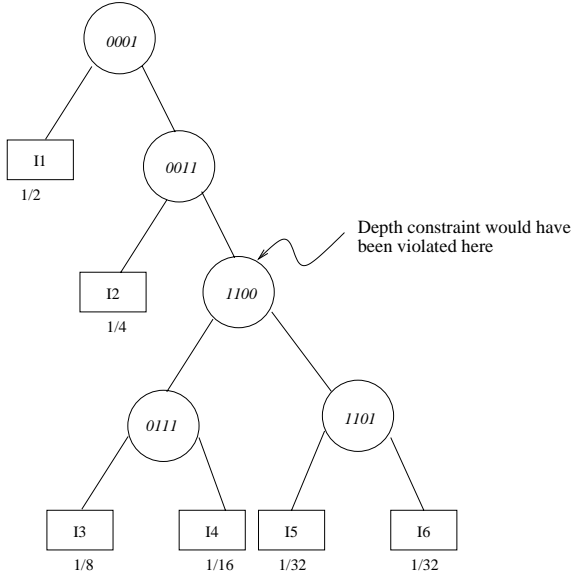 0001
I1
1/2
0011
Depth constraint would have
been violated here
I2
1/4
1100
0111
1101
I3
I4
I5
I6
1/8
1/16
1/32
1/32